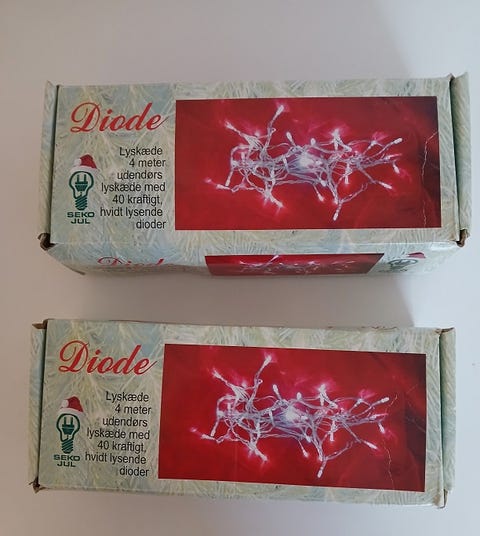 Diode
Lyskæde
4 meter
udendørs
lyskæde med
40 kraftigt,
hvidt lysende
dioder
SEKO
JUL
Diode
Diode
Lyskæde
4 meter
udendørs
lyskæde med
40 kraftigt,
hvidt lysende
dioder
SEKO
JUL